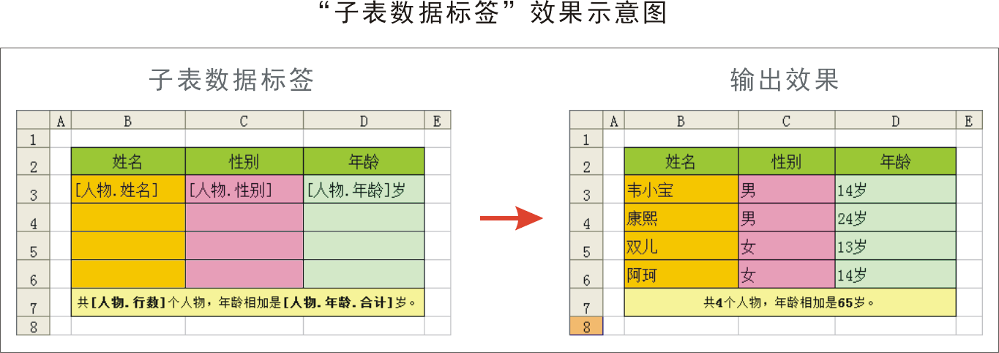 “子表数据标签”效果示意图
子表数据标签
输出效果
A B C D E
1
2 姓名 性别 年龄
3 [人物.姓名] [人物.性别] [人物.年龄]岁
4
5
6
7 共[人物.行数]个人物，年龄相加是[人物.年龄.合计]岁。
8
A B C D E
1
2 姓名 性别 年龄
3 韦小宝 男 14岁
4 康熙 男 24岁
5 双儿 女 13岁
6 阿珂 女 14岁
7 共4个人物，年龄相加是65岁。
8